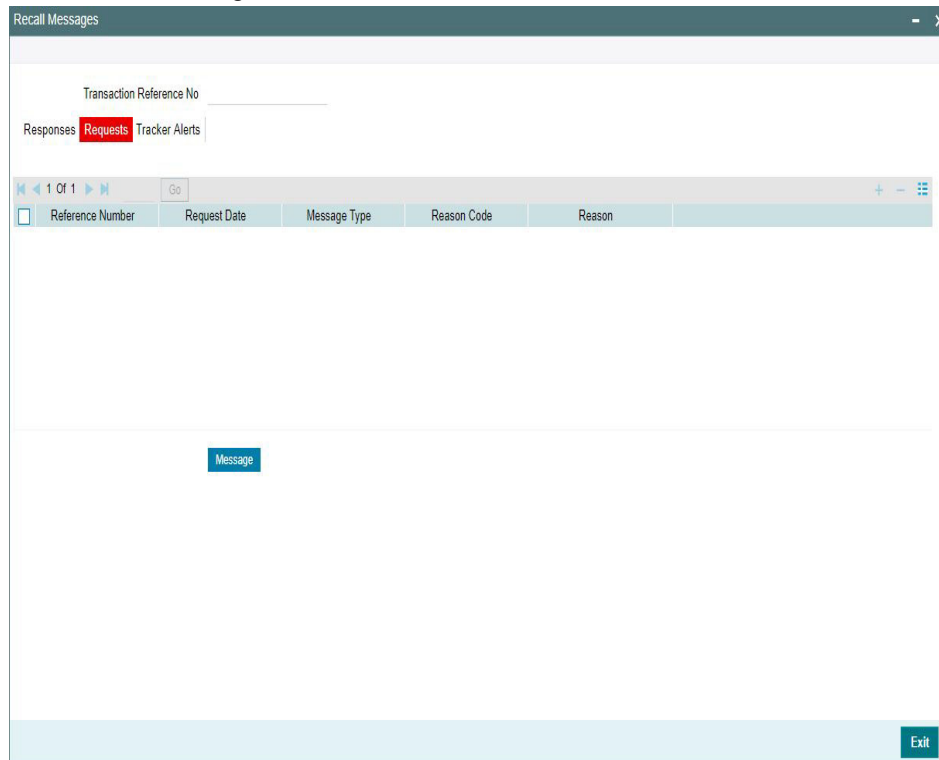 Recall Messages
Transaction Reference No
Responses Requests Tracker Alerts
1 Of 1 Go
Reference Number Request Date Message Type Reason Code Reason
Message
Exit